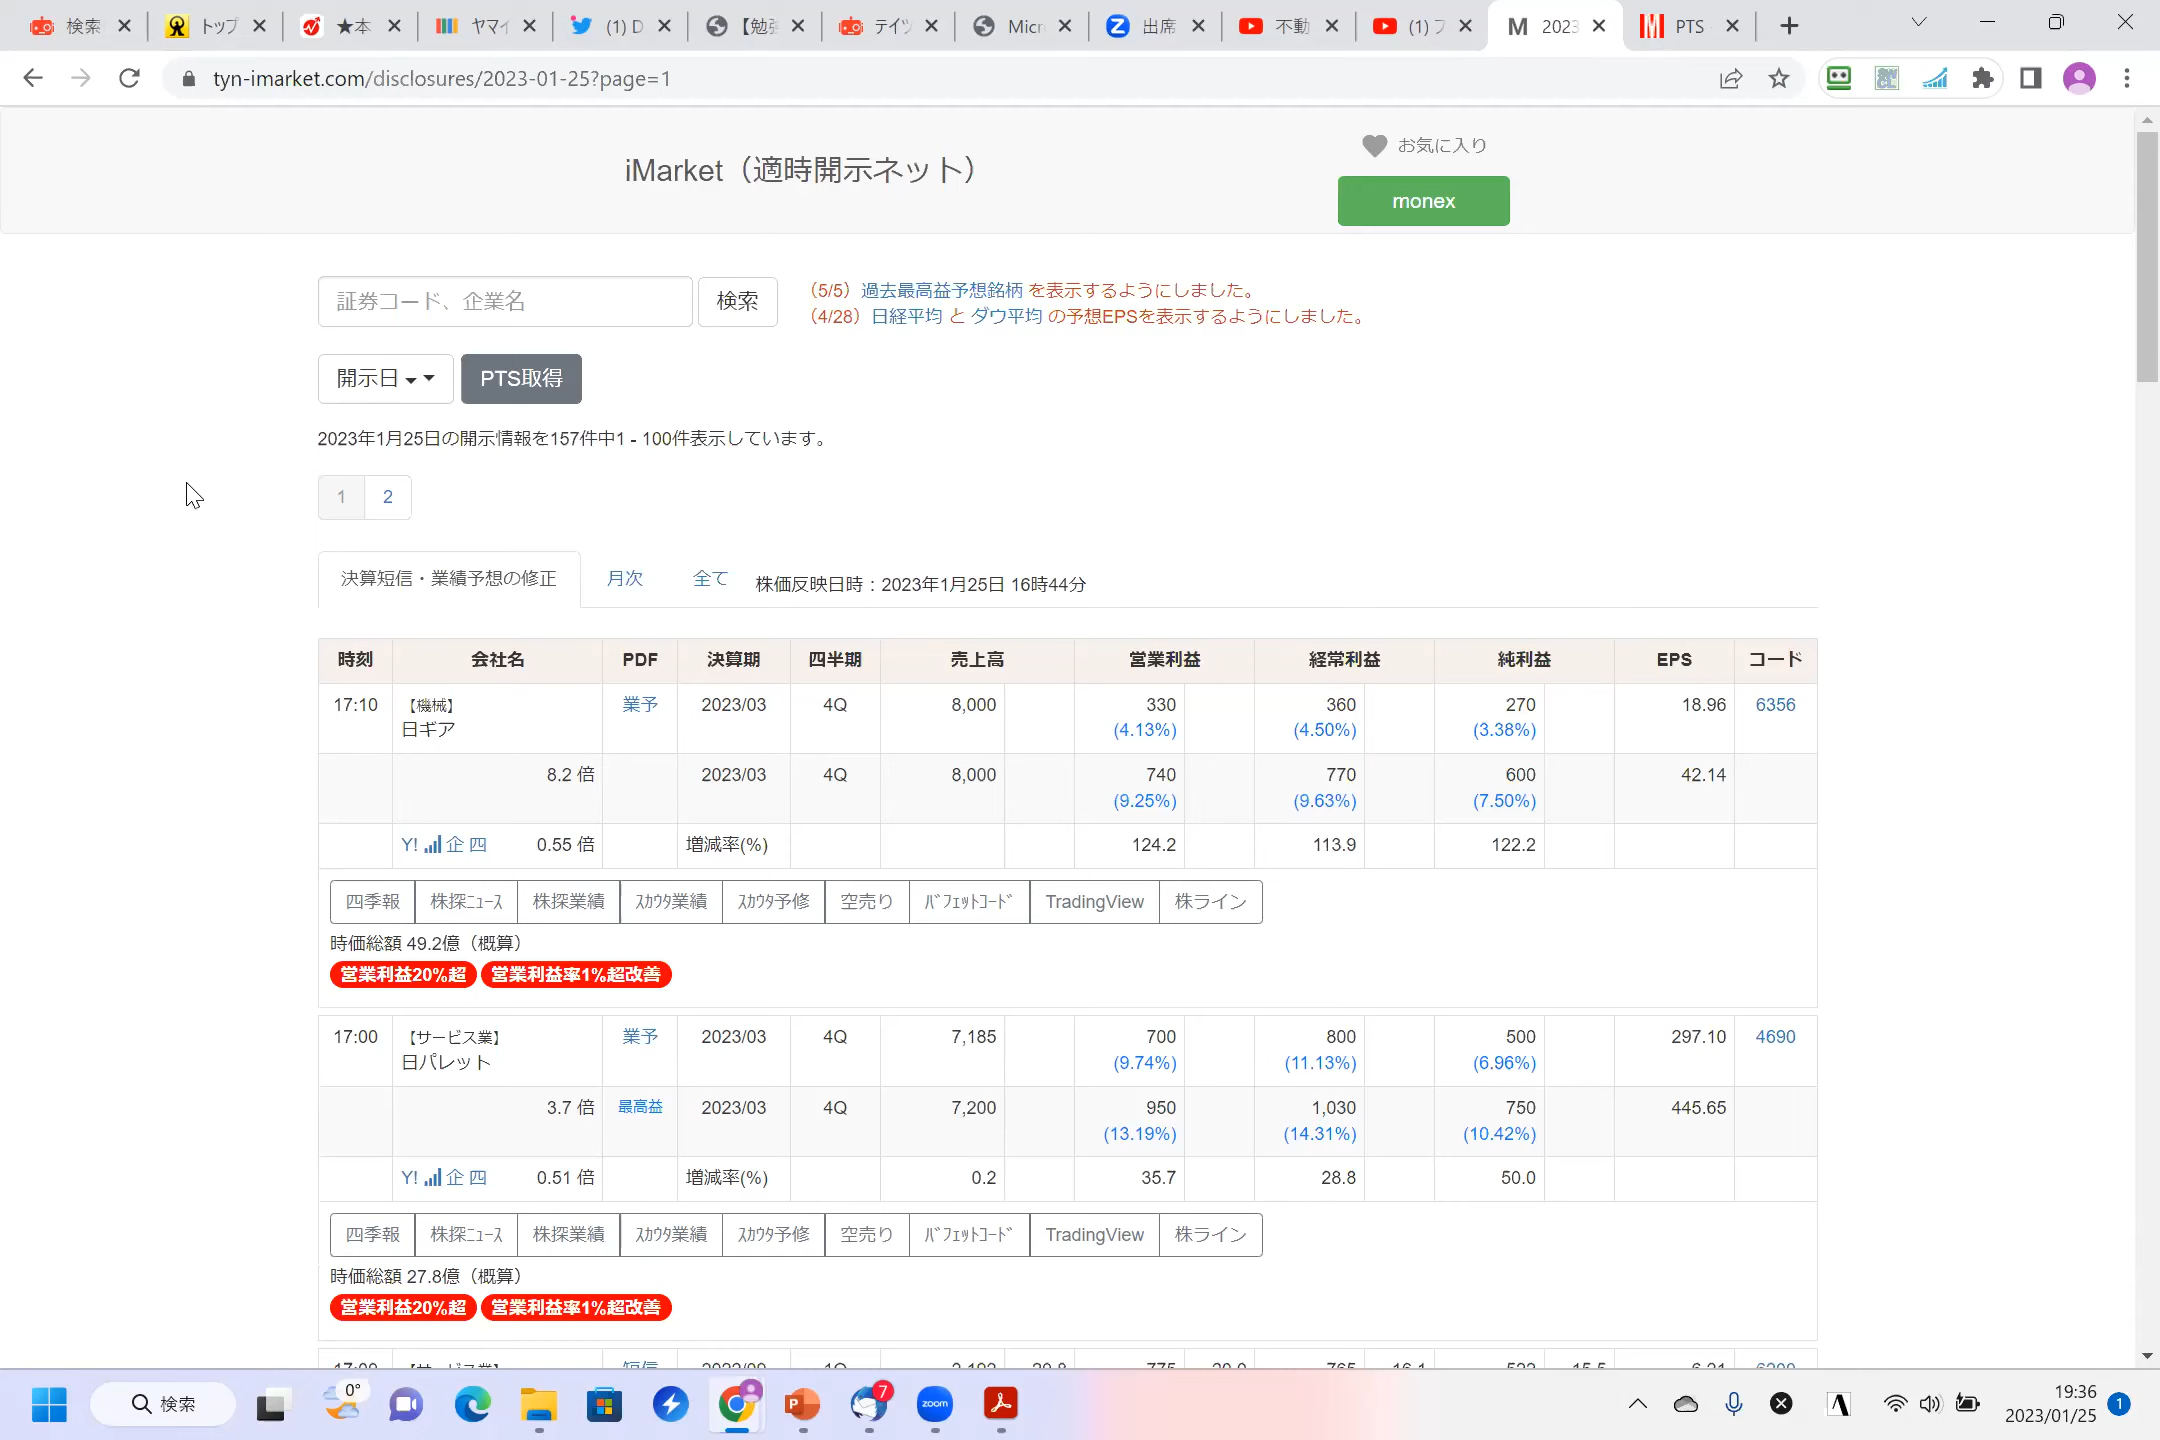 検索
トップ
★本
ヤマイ
(1) D
【勉強
テイツ
Micr
出席
不動
(1) フ
2023
PTS
tyn-imarket.com/disclosures/2023-01-25?page=1
iMarket（適時開示ネット）
お気に入り
monex
証券コード、企業名
検索
（5/5）過去最高益予想銘柄 を表示するようにしました。
（4/28）日経平均 と ダウ平均 の予想EPSを表示するようにしました。
開示日
PTS取得
2023年1月25日の開示情報を157件中1 - 100件表示しています。
1 2
決算短信・業績予想の修正 月次 全て 株価反映日時：2023年1月25日 16時44分
時刻 会社名 PDF 決算期 四半期 売上高 営業利益 経常利益 純利益 EPS コード
17:10 【機械】 業予 2023/03 4Q 8,000 330 360 270 18.96 6356
日ギア (4.13%) (4.50%) (3.38%)
8.2 倍 2023/03 4Q 8,000 740 770 600 42.14
(9.25%) (9.63%) (7.50%)
Y! 企 四 0.55 倍 増減率(%) 124.2 113.9 122.2
四季報 株探ﾆｭｰｽ 株探業績 ｽｶｳﾀ業績 ｽｶｳﾀ予修 空売り ﾊﾞﾌｪｯﾄｺｰﾄﾞ TradingView 株ライン
時価総額 49.2億（概算）
営業利益20%超 営業利益率1%超改善
17:00 【サービス業】 業予 2023/03 4Q 7,185 700 800 500 297.10 4690
日パレット (9.74%) (11.13%) (6.96%)
3.7 倍 最高益 2023/03 4Q 7,200 950 1,030 750 445.65
(13.19%) (14.31%) (10.42%)
Y! 企 四 0.51 倍 増減率(%) 0.2 35.7 28.8 50.0
四季報 株探ﾆｭｰｽ 株探業績 ｽｶｳﾀ業績 ｽｶｳﾀ予修 空売り ﾊﾞﾌｪｯﾄｺｰﾄﾞ TradingView 株ライン
時価総額 27.8億（概算）
営業利益20%超 営業利益率1%超改善
検索
0°
7
zoom
19:36
2023/01/25
1